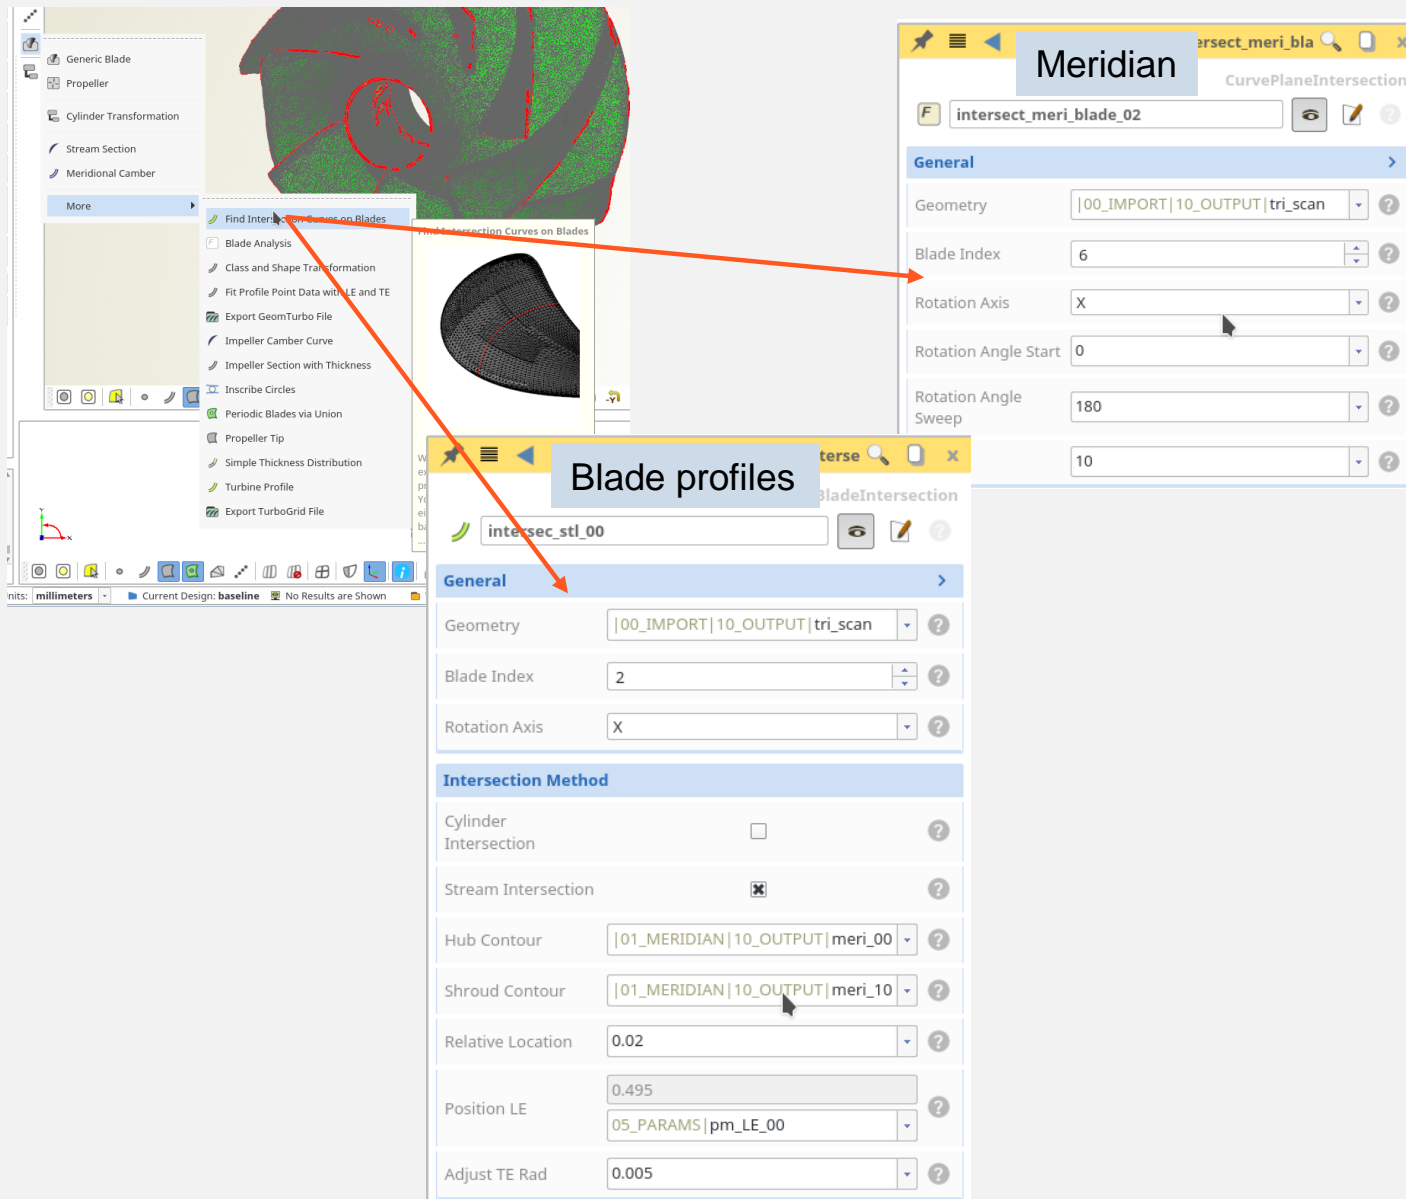 Generic Blade
Propeller
Cylinder Transformation
Stream Section
Meridional Camber
More
Find Intersection Curves on Blades
Blade Analysis
Class and Shape Transformation
Fit Profile Point Data with LE and TE
Export GeomTurbo File
Impeller Camber Curve
Impeller Section with Thickness
Inscribe Circles
Periodic Blades via Union
Propeller Tip
Simple Thickness Distribution
Turbine Profile
Export TurboGrid File
Find Intersection Curves on Blades
-Y
Y
X
nits: millimeters
Current Design: baseline
No Results are Shown
Meridian
ersect_meri_bla
CurvePlaneIntersection
F intersect_meri_blade_02
General
Geometry |00_IMPORT|10_OUTPUT|tri_scan
Blade Index 6
Rotation Axis X
Rotation Angle Start 0
Rotation Angle
Sweep
180
10
Blade profiles
terse
BladeIntersection
intersec_stl_00
General
Geometry |00_IMPORT|10_OUTPUT|tri_scan
Blade Index 2
Rotation Axis X
Intersection Method
Cylinder
Intersection
Stream Intersection
Hub Contour |01_MERIDIAN|10_OUTPUT|meri_00
Shroud Contour |01_MERIDIAN|10_OUTPUT|meri_10
Relative Location 0.02
0.495
Position LE
05_PARAMS|pm_LE_00
Adjust TE Rad 0.005